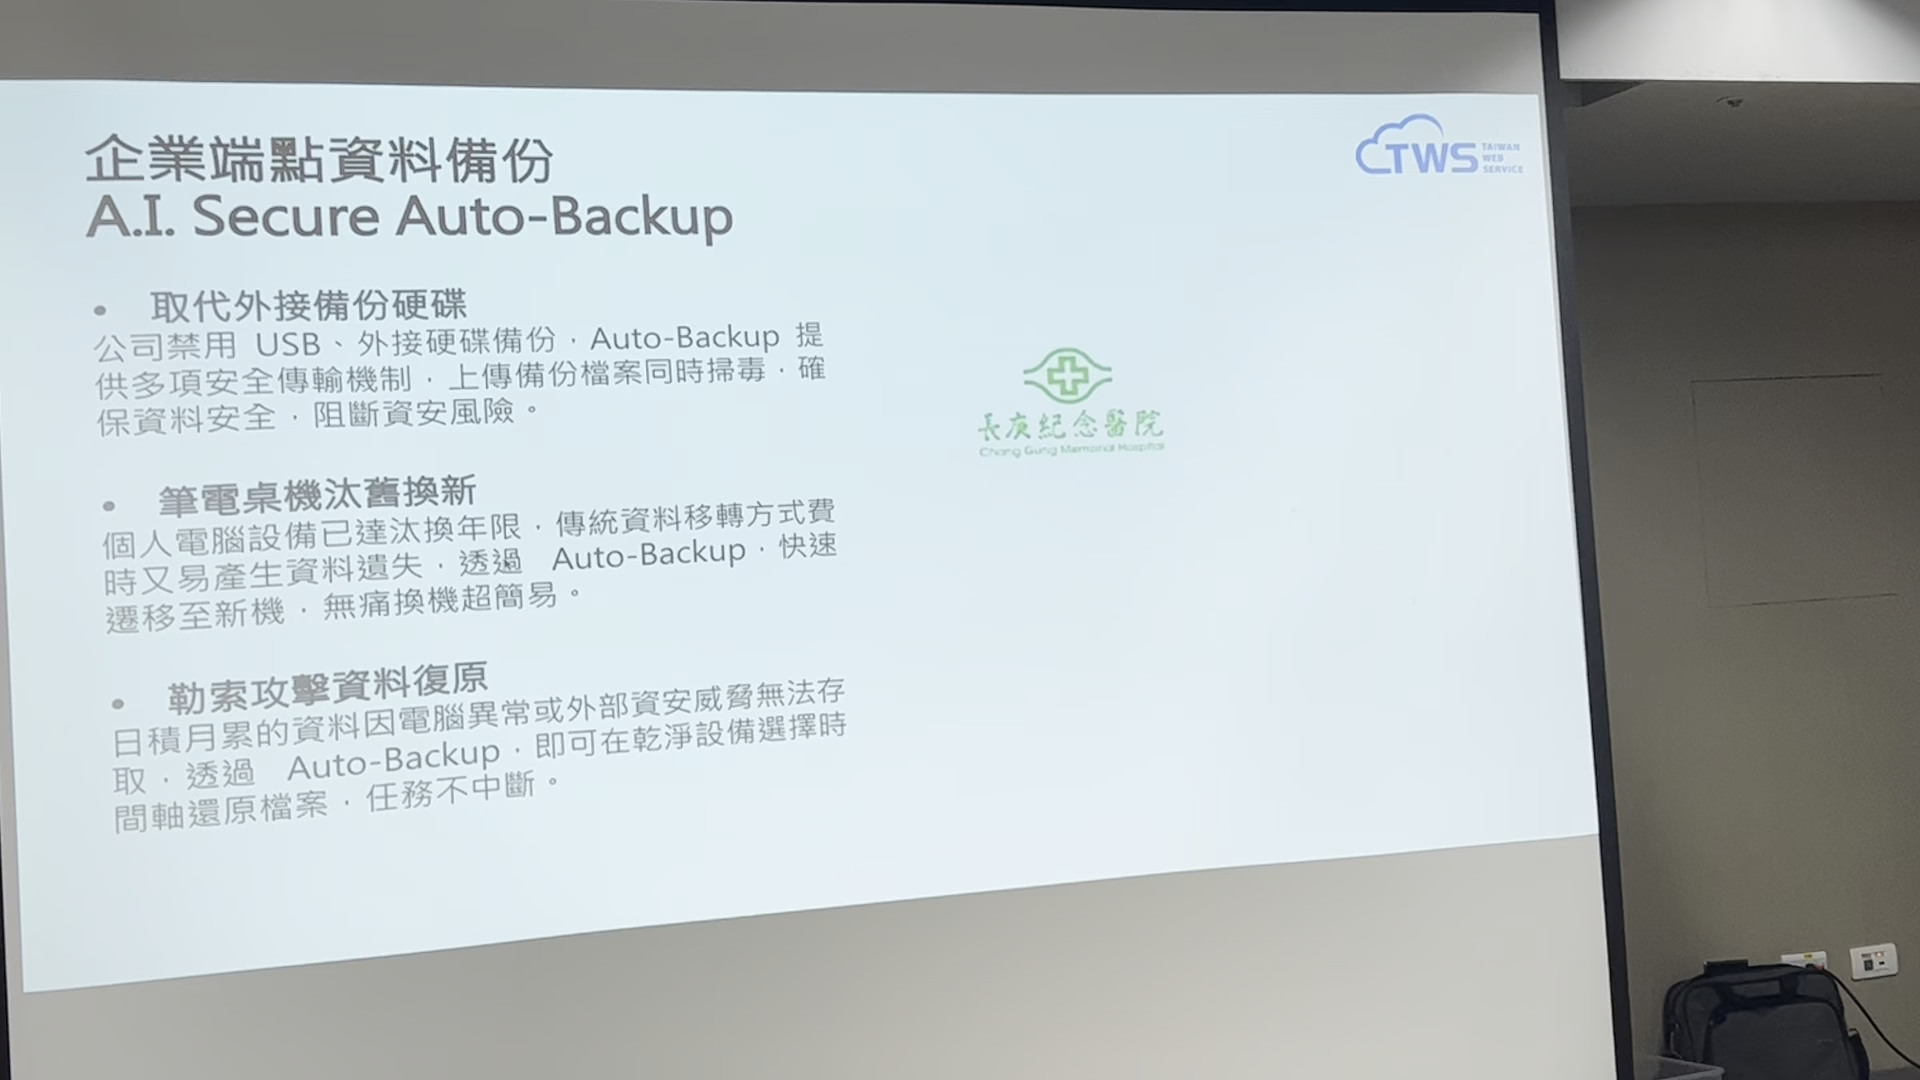 企業端點資料備份
A.I. Secure Auto-Backup
TWS TAIWAN
WEB
SERVICE
• 取代外接備份硬碟
公司禁用 USB、外接硬碟備份，Auto-Backup 提
供多項安全傳輸機制，上傳備份檔案同時掃毒，確
保資料安全，阻斷資安風險。
• 筆電桌機汰舊換新
個人電腦設備已達汰換年限，傳統資料移轉方式費
時又易產生資料遺失，透過 Auto-Backup，快速
遷移至新機，無痛換機超簡易。
• 勒索攻擊資料復原
日積月累的資料因電腦異常或外部資安威脅無法存
取，透過 Auto-Backup，即可在乾淨設備選擇時
間軸還原檔案，任務不中斷。
長庚紀念醫院
Chang Gung Memorial Hospital